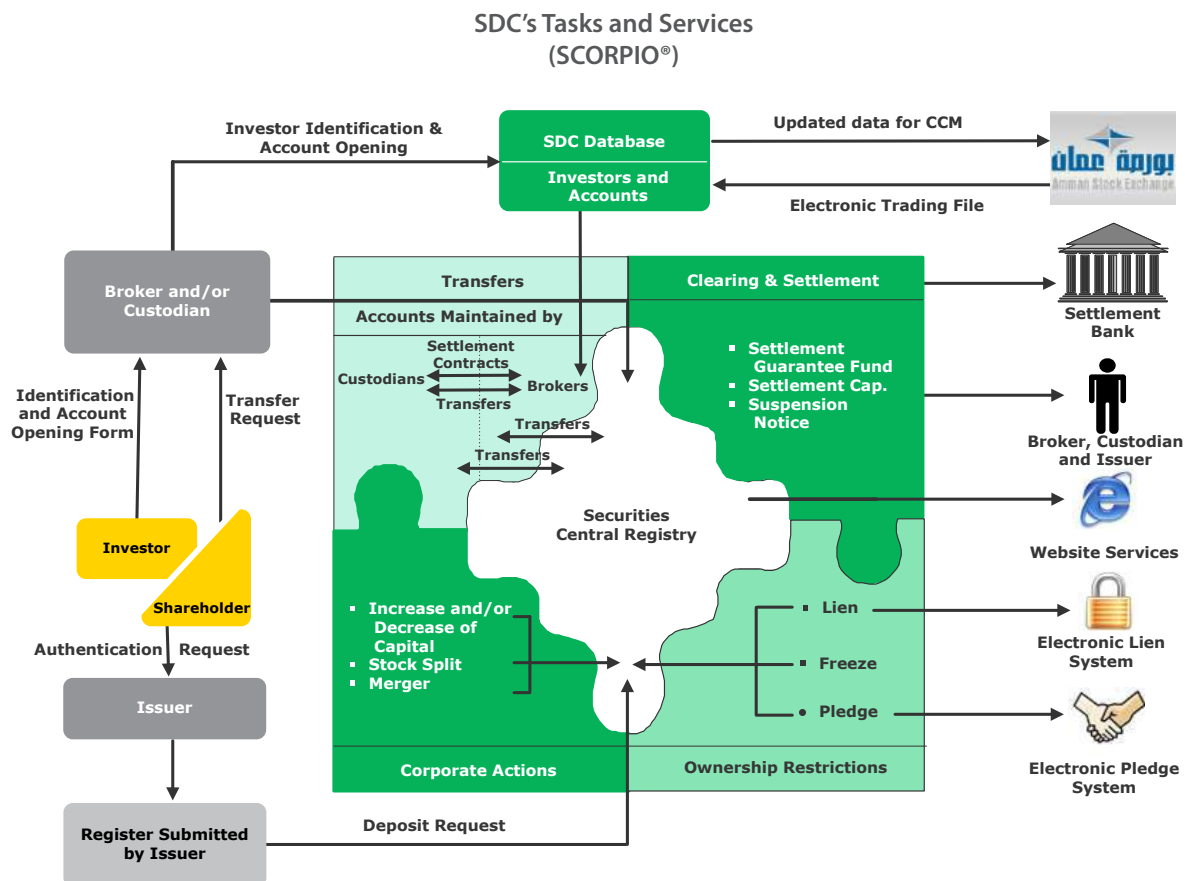 SDC's Tasks and Services
(SCORPIO®)
Investor Identification &
Account Opening
SDC Database
Investors and
Accounts
Updated data for CCM
Electronic Trading File
بورصة عمان
Amman Stock Exchange
Broker and/or
Custodian
Transfers
Accounts Maintained by
Settlement
Contracts
Custodians
Brokers
Transfers
Transfers
Transfers
Clearing & Settlement
▪ Settlement
Guarantee Fund
▪ Settlement Cap.
▪ Suspension
Notice
Settlement
Bank
Broker, Custodian
and Issuer
Website Services
Identification
and Account
Opening Form
Transfer
Request
Investor
Shareholder
Authentication Request
Issuer
Register Submitted
by Issuer
Deposit Request
Securities
Central Registry
▪ Increase and/or
Decrease of
Capital
▪ Stock Split
▪ Merger
Corporate Actions
▪ Lien
▪ Freeze
• Pledge
Ownership Restrictions
Electronic Lien
System
Electronic Pledge
System